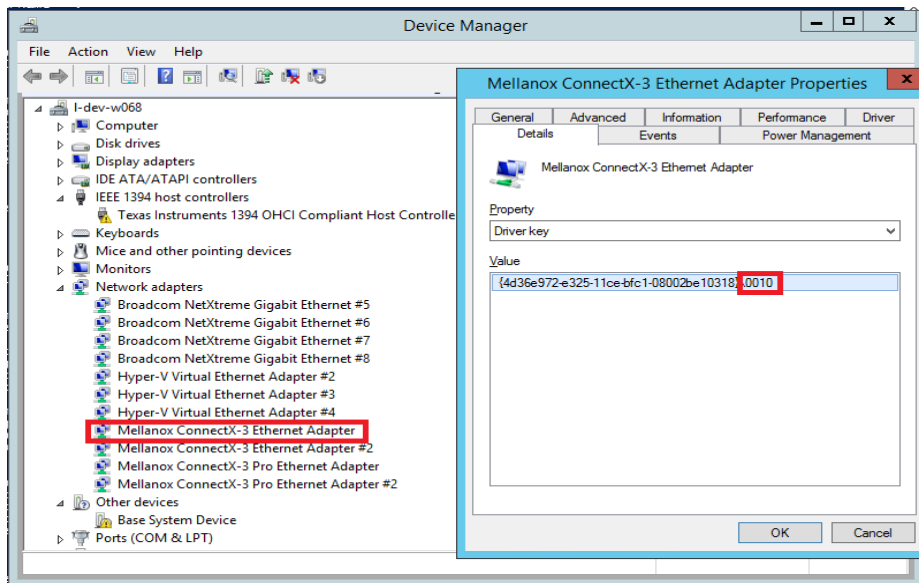 Device Manager
File Action View Help
l-dev-w068
Computer
Disk drives
Display adapters
IDE ATA/ATAPI controllers
IEEE 1394 host controllers
Texas Instruments 1394 OHCI Compliant Host Controlle
Keyboards
Mice and other pointing devices
Monitors
Network adapters
Broadcom NetXtreme Gigabit Ethernet #5
Broadcom NetXtreme Gigabit Ethernet #6
Broadcom NetXtreme Gigabit Ethernet #7
Broadcom NetXtreme Gigabit Ethernet #8
Hyper-V Virtual Ethernet Adapter #2
Hyper-V Virtual Ethernet Adapter #3
Hyper-V Virtual Ethernet Adapter #4
Mellanox ConnectX-3 Ethernet Adapter
Mellanox ConnectX-3 Ethernet Adapter #2
Mellanox ConnectX-3 Pro Ethernet Adapter
Mellanox ConnectX-3 Pro Ethernet Adapter #2
Other devices
Base System Device
Ports (COM & LPT)
Mellanox ConnectX-3 Ethernet Adapter Properties
General Advanced Information Performance Driver
Details Events Power Management
Mellanox ConnectX-3 Ethernet Adapter
Property
Driver key
Value
{4d36e972-e325-11ce-bfc1-08002be10318}\0010
OK Cancel